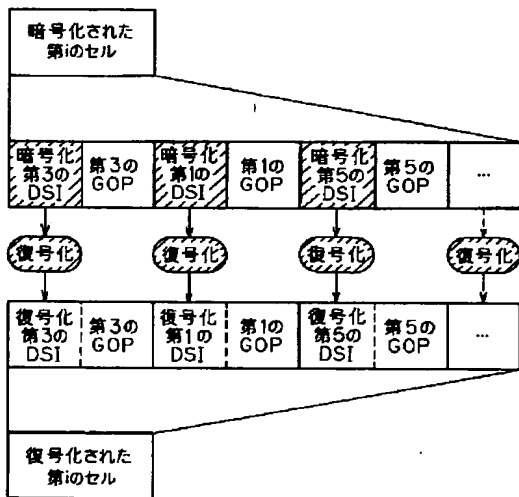 暗号化された
第iのセル
暗号化
第3の
DSI
第3の
GOP
暗号化
第1の
DSI
第1の
GOP
暗号化
第5の
DSI
第5の
GOP
…
復号化
復号化
復号化
復号化
復号化
第3の
DSI
第3の
GOP
復号化
第1の
DSI
第1の
GOP
復号化
第5の
DSI
第5の
GOP
…
復号化された
第iのセル